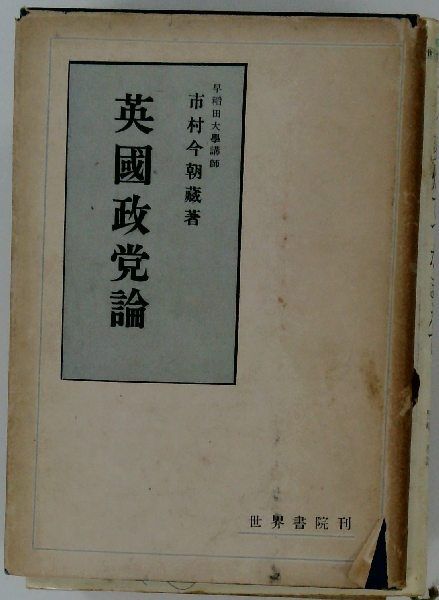 早稲田大學講師
市村今朝藏著
英國政党論
世界書院刊